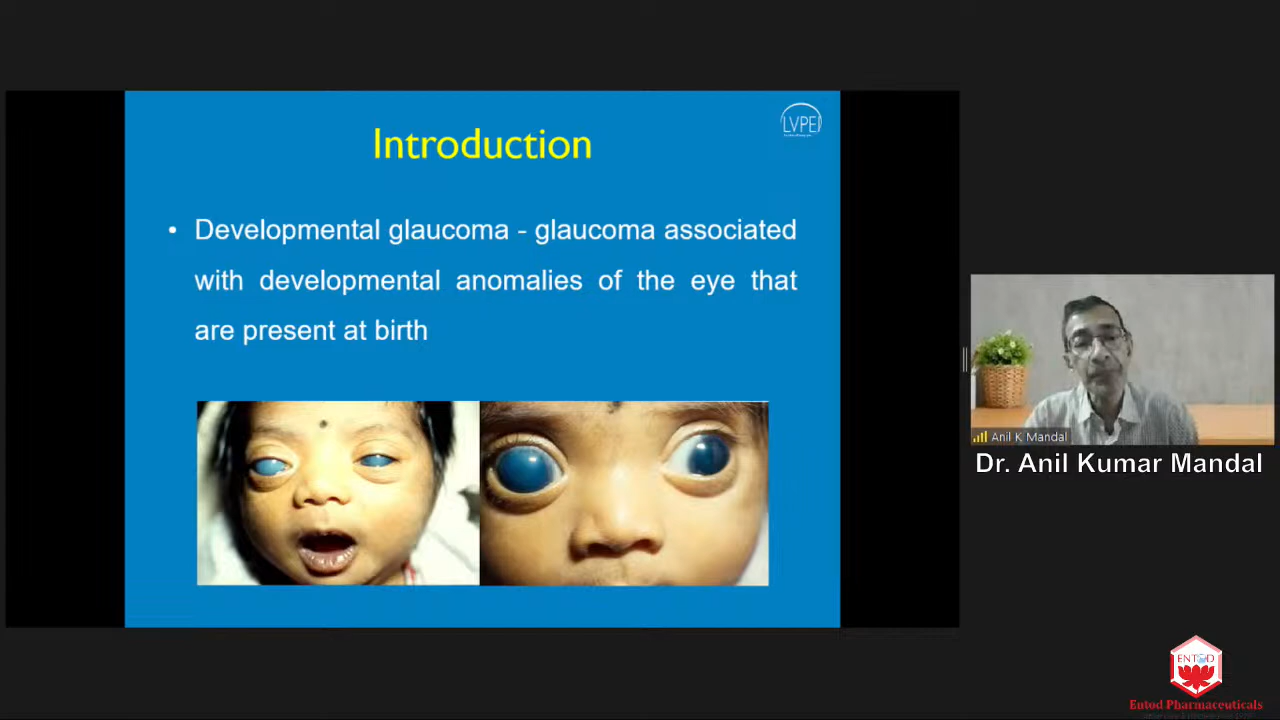 LVPEI
Introduction
• Developmental glaucoma - glaucoma associated
with developmental anomalies of the eye that
are present at birth
Anil K Mandal
Dr. Anil Kumar Mandal
ENTOD
Entod Pharmaceuticals